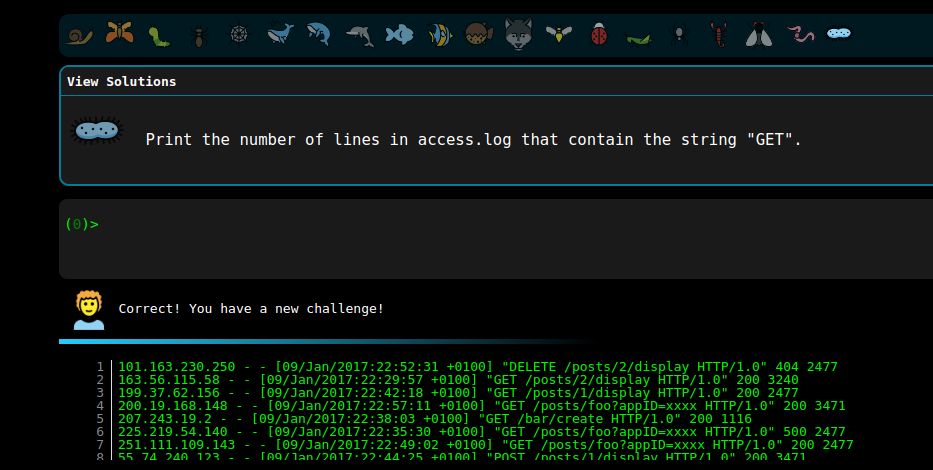 View Solutions
Print the number of lines in access.log that contain the string "GET".
(0)>
Correct! You have a new challenge!
1 101.163.230.250 - - [09/Jan/2017:22:52:31 +0100] "DELETE /posts/2/display HTTP/1.0" 404 2477
2 163.56.115.58 - - [09/Jan/2017:22:29:57 +0100] "GET /posts/2/display HTTP/1.0" 200 3240
3 199.37.62.156 - - [09/Jan/2017:22:42:18 +0100] "GET /posts/1/display HTTP/1.0" 200 2477
4 200.19.168.148 - - [09/Jan/2017:22:57:11 +0100] "GET /posts/foo?appID=xxxx HTTP/1.0" 200 3471
5 207.243.19.2 - - [09/Jan/2017:22:38:03 +0100] "GET /bar/create HTTP/1.0" 200 1116
6 225.219.54.140 - - [09/Jan/2017:22:35:30 +0100] "GET /posts/foo?appID=xxxx HTTP/1.0" 500 2477
7 251.111.109.143 - - [09/Jan/2017:22:49:02 +0100] "GET /posts/foo?appID=xxxx HTTP/1.0" 200 2477
8 55.74.240.123 - - [09/Jan/2017:22:44:25 +0100] "POST /posts/1/display HTTP/1.0" 200 3471